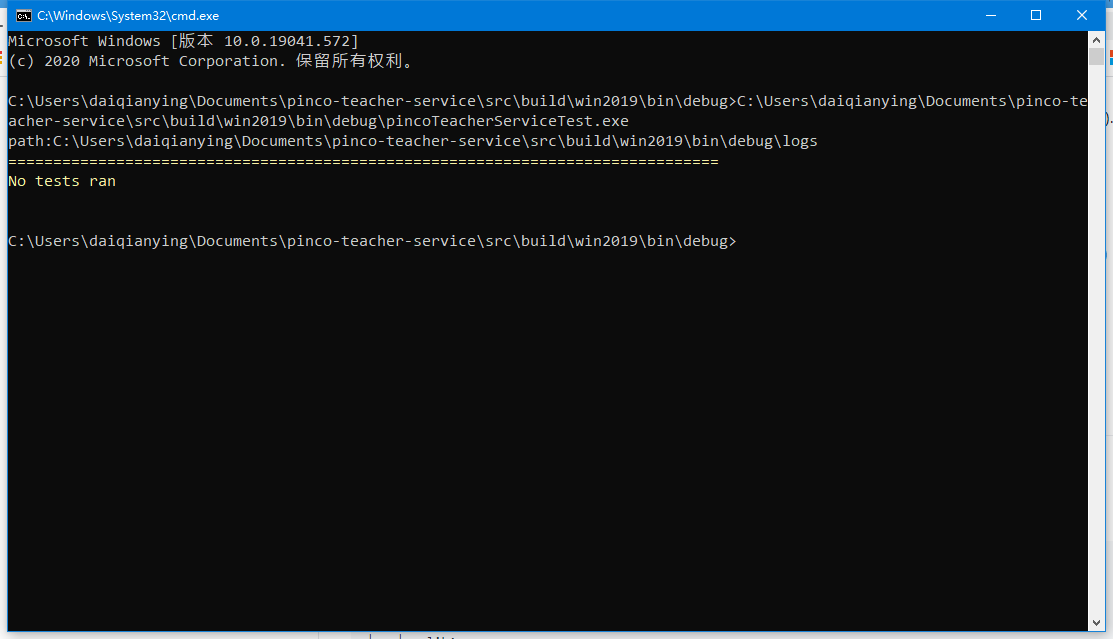 C:\Windows\System32\cmd.exe
Microsoft Windows [版本 10.0.19041.572]
(c) 2020 Microsoft Corporation. 保留所有权利。
C:\Users\daiqianying\Documents\pinco-teacher-service\src\build\win2019\bin\debug>C:\Users\daiqianying\Documents\pinco-te
acher-service\src\build\win2019\bin\debug\pincoTeacherServiceTest.exe
path:C:\Users\daiqianying\Documents\pinco-teacher-service\src\build\win2019\bin\debug\logs
===============================================================================
No tests ran
C:\Users\daiqianying\Documents\pinco-teacher-service\src\build\win2019\bin\debug>